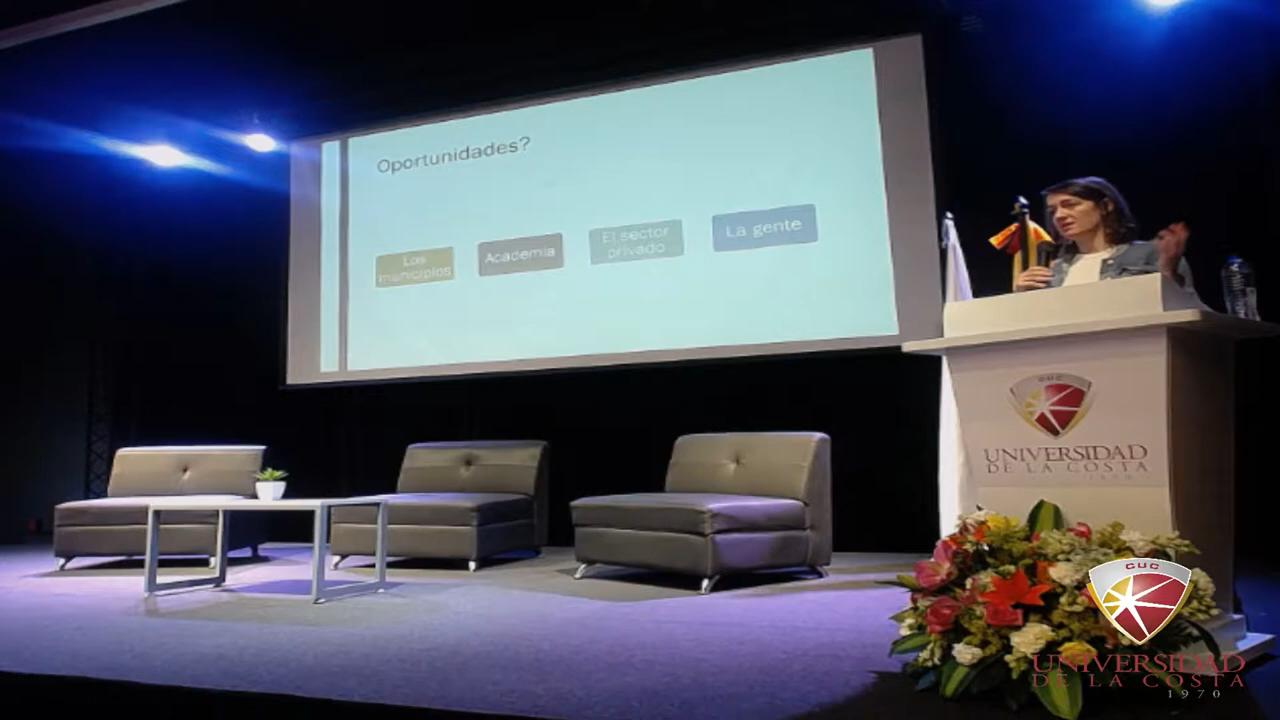 Oportunidades?
Los
municipios
Academia
El sector
privado
La gente
CUC
UNIVERSIDAD
DE LA COSTA
CUC
UNIVERSIDAD
DE LA COSTA
1970